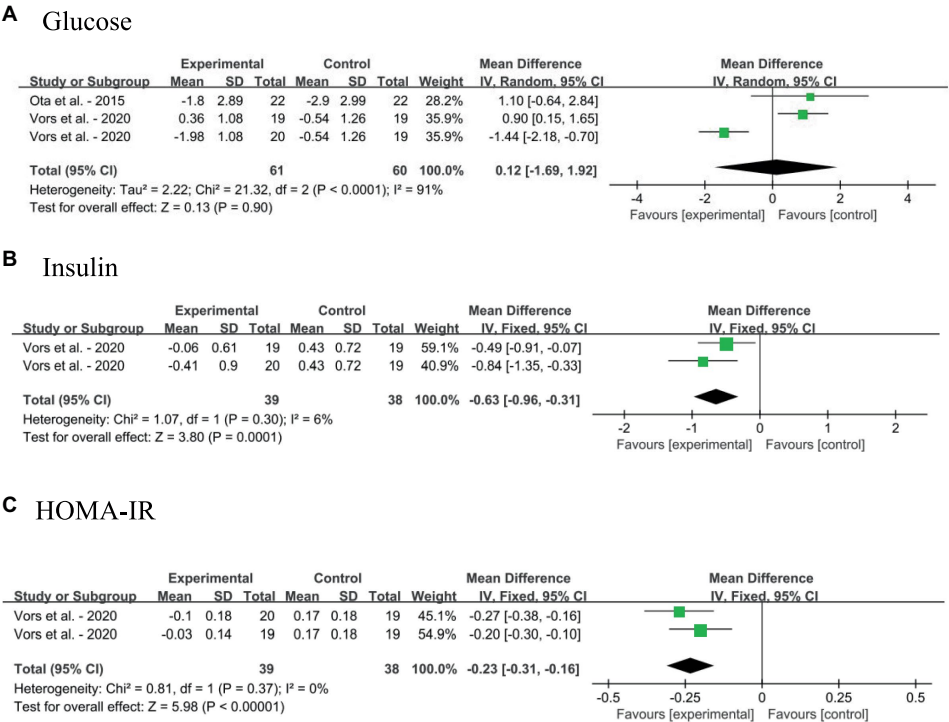 A Glucose
Experimental Control Mean Difference Mean Difference
Study or Subgroup Mean SD Total Mean SD Total Weight IV, Random, 95% CI IV, Random, 95% CI
Ota et al. - 2015 -1.8 2.89 22 -2.9 2.99 22 28.2% 1.10 [-0.64, 2.84]
Vors et al. - 2020 0.36 1.08 19 -0.54 1.26 19 35.9% 0.90 [0.15, 1.65]
Vors et al. - 2020 -1.98 1.08 20 -0.54 1.26 19 35.9% -1.44 [-2.18, -0.70]
Total (95% CI) 61 60 100.0% 0.12 [-1.69, 1.92]
Heterogeneity: Tau² = 2.22; Chi² = 21.32, df = 2 (P < 0.0001); I² = 91%
Test for overall effect: Z = 0.13 (P = 0.90)
-4 -2 0 2 4
Favours [experimental] Favours [control]
B Insulin
Experimental Control Mean Difference Mean Difference
Study or Subgroup Mean SD Total Mean SD Total Weight IV, Fixed, 95% CI IV, Fixed, 95% CI
Vors et al. - 2020 -0.06 0.61 19 0.43 0.72 19 59.1% -0.49 [-0.91, -0.07]
Vors et al. - 2020 -0.41 0.9 20 0.43 0.72 19 40.9% -0.84 [-1.35, -0.33]
Total (95% CI) 39 38 100.0% -0.63 [-0.96, -0.31]
Heterogeneity: Chi² = 1.07, df = 1 (P = 0.30); I² = 6%
Test for overall effect: Z = 3.80 (P = 0.0001)
-2 -1 0 1 2
Favours [experimental] Favours [control]
C HOMA-IR
Experimental Control Mean Difference Mean Difference
Study or Subgroup Mean SD Total Mean SD Total Weight IV, Fixed, 95% CI IV, Fixed, 95% CI
Vors et al. - 2020 -0.1 0.18 20 0.17 0.18 19 45.1% -0.27 [-0.38, -0.16]
Vors et al. - 2020 -0.03 0.14 19 0.17 0.18 19 54.9% -0.20 [-0.30, -0.10]
Total (95% CI) 39 38 100.0% -0.23 [-0.31, -0.16]
Heterogeneity: Chi² = 0.81, df = 1 (P = 0.37); I² = 0%
Test for overall effect: Z = 5.98 (P < 0.00001)
-0.5 -0.25 0 0.25 0.5
Favours [experimental] Favours [control]